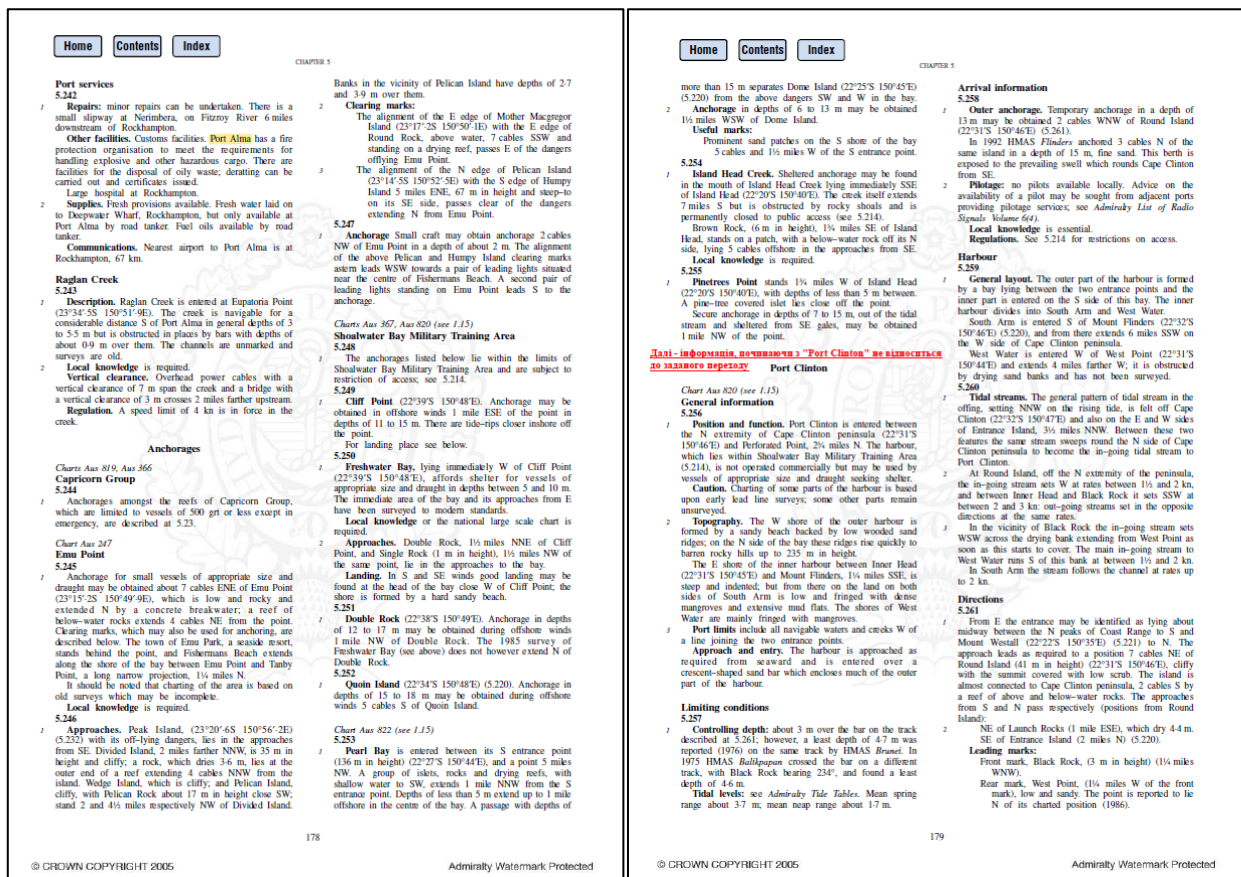 Home Contents Index
CHAPTER 5
Port services
5.242
1 Repairs: minor repairs can be undertaken. There is a
small slipway at Nerimbera, on Fitzroy River 6 miles
downstream of Rockhampton.
Other facilities. Customs facilities. Port Alma has a fire
protection organisation to meet the requirements for
handling explosive and other hazardous cargo. There are
facilities for the disposal of oily waste; deratting can be
carried out and certificates issued.
Large hospital at Rockhampton.
2 Supplies. Fresh provisions available. Fresh water laid on
to Deepwater Wharf, Rockhampton, but only available at
Port Alma by road tanker. Fuel oils available by road
tanker.
Communications. Nearest airport to Port Alma is at
Rockhampton, 67 km.
Raglan Creek
5.243
1 Description. Raglan Creek is entered at Eupatoria Point
(23°34′·5S 150°51′·9E). The creek is navigable for a
considerable distance S of Port Alma in general depths of 3
to 5·5 m but is obstructed in places by bars with depths of
about 0·9 m over them. The channels are unmarked and
surveys are old.
2 Local knowledge is required.
Vertical clearance. Overhead power cables with a
vertical clearance of 7 m span the creek and a bridge with
a vertical clearance of 3 m crosses 2 miles farther upstream.
Regulation. A speed limit of 4 kn is in force in the
creek.
Anchorages
Charts Aus 819, Aus 366
Capricorn Group
5.244
1 Anchorages amongst the reefs of Capricorn Group,
which are limited to vessels of 500 grt or less except in
emergency, are described at 5.23.
Chart Aus 247
Emu Point
5.245
1 Anchorage for small vessels of appropriate size and
draught may be obtained about 7 cables ENE of Emu Point
(23°15′·2S 150°49′·9E), which is low and rocky and
extended N by a concrete breakwater; a reef of
below–water rocks extends 4 cables NE from the point.
Clearing marks, which may also be used for anchoring, are
described below. The town of Emu Park, a seaside resort,
stands behind the point, and Fishermans Beach extends
along the shore of the bay between Emu Point and Tanby
Point, a long narrow projection, 1¼ miles N.
It should be noted that charting of the area is based on
old surveys which may be incomplete.
Local knowledge is required.
5.246
1 Approaches. Peak Island, (23°20′·6S 150°56′·2E)
(5.232) with its off–lying dangers, lies in the approaches
from SE. Divided Island, 2 miles farther NNW, is 35 m in
height and cliffy; a rock, which dries 3·6 m, lies at the
outer end of a reef extending 4 cables NNW from the
island. Wedge Island, which is cliffy; and Pelican Island,
cliffy, with Pelican Rock about 17 m in height close SW;
stand 2 and 4½ miles respectively NW of Divided Island.
Banks in the vicinity of Pelican Island have depths of 2·7
and 3·9 m over them.
2 Clearing marks:
The alignment of the E edge of Mother Macgregor
Island (23°17′·2S 150°50′·1E) with the E edge of
Round Rock, above water, 7 cables SSW and
standing on a drying reef, passes E of the dangers
offlying Emu Point.
3 The alignment of the N edge of Pelican Island
(23°14′·5S 150°52′·5E) with the S edge of Humpy
Island 5 miles ENE, 67 m in height and steep–to
on its SE side, passes clear of the dangers
extending N from Emu Point.
5.247
1 Anchorage Small craft may obtain anchorage 2 cables
NW of Emu Point in a depth of about 2 m. The alignment
of the above Pelican and Humpy Island clearing marks
astern leads WSW towards a pair of leading lights situated
near the centre of Fishermans Beach. A second pair of
leading lights standing on Emu Point leads S to the
anchorage.
Charts Aus 367, Aus 820 (see 1.15)
Shoalwater Bay Military Training Area
5.248
1 The anchorages listed below lie within the limits of
Shoalwater Bay Military Training Area and are subject to
restriction of access; see 5.214.
5.249
1 Cliff Point (22°39′S 150°48′E). Anchorage may be
obtained in offshore winds 1 mile ESE of the point in
depths of 11 to 15 m. There are tide–rips closer inshore off
the point.
For landing place see below.
5.250
1 Freshwater Bay, lying immediately W of Cliff Point
(22°39′S 150°48′E), affords shelter for vessels of
appropriate size and draught in depths between 5 and 10 m.
The immediate area of the bay and its approaches from E
have been surveyed to modern standards.
Local knowledge or the national large scale chart is
required.
2 Approaches. Double Rock, 1½ miles NNE of Cliff
Point, and Single Rock (1 m in height), 1½ miles NW of
the same point, lie in the approaches to the bay.
Landing. In S and SE winds good landing may be
found at the head of the bay close W of Cliff Point; the
shore is formed by a hard sandy beach.
5.251
1 Double Rock (22°38′S 150°49′E). Anchorage in depths
of 12 to 17 m may be obtained during offshore winds
1 mile NW of Double Rock. The 1985 survey of
Freshwater Bay (see above) does not however extend N of
Double Rock.
5.252
1 Quoin Island (22°34′S 150°48′E) (5.220). Anchorage in
depths of 15 to 18 m may be obtained during offshore
winds 5 cables S of Quoin Island.
Chart Aus 822 (see 1.15)
5.253
1 Pearl Bay is entered between its S entrance point
(136 m in height) (22°27′S 150°44′E), and a point 5 miles
NW. A group of islets, rocks and drying reefs, with
shallow water to SW, extends 1 mile NNW from the S
entrance point. Depths of less than 5 m extend up to 1 mile
offshore in the centre of the bay. A passage with depths of
178
© CROWN COPYRIGHT 2005
Admiralty Watermark Protected
Home Contents Index
CHAPTER 5
more than 15 m separates Dome Island (22°25′S 150°45′E)
(5.220) from the above dangers SW and W in the bay.
2 Anchorage in depths of 6 to 13 m may be obtained
1½ miles WSW of Dome Island.
Useful marks:
Prominent sand patches on the S shore of the bay
5 cables and 1½ miles W of the S entrance point.
5.254
1 Island Head Creek. Sheltered anchorage may be found
in the mouth of Island Head Creek lying immediately SSE
of Island Head (22°20′S 150°40′E). The creek itself extends
7 miles S but is obstructed by rocky shoals and is
permanently closed to public access (see 5.214).
Brown Rock, (6 m in height), 1¾ miles SE of Island
Head, stands on a patch, with a below–water rock off its N
side, lying 5 cables offshore in the approaches from SE.
Local knowledge is required.
5.255
1 Pinetrees Point stands 1¾ miles W of Island Head
(22°20′S 150°40′E), with depths of less than 5 m between.
A pine–tree covered islet lies close off the point.
Secure anchorage in depths of 7 to 15 m, out of the tidal
stream and sheltered from SE gales, may be obtained
1 mile NW of the point.
Далі - інформація, починаючи з "Port Clinton" не відноситься
до заданого переходу
Port Clinton
Chart Aus 820 (see 1.15)
General information
5.256
1 Position and function. Port Clinton is entered between
the N extremity of Cape Clinton peninsula (22°31′S
150°46′E) and Perforated Point, 2¾ miles N. The harbour,
which lies within Shoalwater Bay Military Training Area
(5.214), is not operated commercially but may be used by
vessels of appropriate size and draught seeking shelter.
Caution. Charting of some parts of the harbour is based
upon early lead line surveys; some other parts remain
unsurveyed.
2 Topography. The W shore of the outer harbour is
formed by a sandy beach backed by low wooded sand
ridges; on the N side of the bay these ridges rise quickly to
barren rocky hills up to 235 m in height.
The E shore of the inner harbour between Inner Head
(22°31′S 150°45′E) and Mount Flinders, 1¼ miles SSE, is
steep and indented; but from there on the land on both
sides of South Arm is low and fringed with dense
mangroves and extensive mud flats. The shores of West
Water are mainly fringed with mangroves.
3 Port limits include all navigable waters and creeks W of
a line joining the two entrance points.
Approach and entry. The harbour is approached as
required from seaward and is entered over a
crescent–shaped sand bar which encloses much of the outer
part of the harbour.
Limiting conditions
5.257
1 Controlling depth: about 3 m over the bar on the track
described at 5.261; however, a least depth of 4·7 m was
reported (1976) on the same track by HMAS Brunei. In
1975 HMAS Balikpapan crossed the bar on a different
track, with Black Rock bearing 234°, and found a least
depth of 4·6 m.
Tidal levels: see Admiralty Tide Tables. Mean spring
range about 3·7 m; mean neap range about 1·7 m.
Arrival information
5.258
1 Outer anchorage. Temporary anchorage in a depth of
13 m may be obtained 2 cables WNW of Round Island
(22°31′S 150°46′E) (5.261).
In 1992 HMAS Flinders anchored 3 cables N of the
same island in a depth of 15 m, fine sand. This berth is
exposed to the prevailing swell which rounds Cape Clinton
from SE.
2 Pilotage: no pilots available locally. Advice on the
availability of a pilot may be sought from adjacent ports
providing pilotage services; see Admiralty List of Radio
Signals Volume 6(4).
Local knowledge is essential.
Regulations. See 5.214 for restrictions on access.
Harbour
5.259
1 General layout. The outer part of the harbour is formed
by a bay lying between the two entrance points and the
inner part is entered on the S side of this bay. The inner
harbour divides into South Arm and West Water.
South Arm is entered S of Mount Flinders (22°32′S
150°46′E) (5.220), and from there extends 6 miles SSW on
the W side of Cape Clinton peninsula.
West Water is entered W of West Point (22°31′S
150°44′E) and extends 4 miles farther W; it is obstructed
by drying sand banks and has not been surveyed.
5.260
1 Tidal streams. The general pattern of tidal stream in the
offing, setting NNW on the rising tide, is felt off Cape
Clinton (22°32′S 150°47′E) and also on the E and W sides
of Entrance Island, 3½ miles NNW. Between these two
features the same stream sweeps round the N side of Cape
Clinton peninsula to become the in–going tidal stream to
Port Clinton.
2 At Round Island, off the N extremity of the peninsula,
the in–going stream sets W at rates between 1½ and 2 kn,
and between Inner Head and Black Rock it sets SSW at
between 2 and 3 kn: out–going streams set in the opposite
directions at the same rates.
3 In the vicinity of Black Rock the in–going stream sets
WSW across the drying bank extending from West Point as
soon as this starts to cover. The main in–going stream to
West Water runs S of this bank at between 1½ and 2 kn.
In South Arm the stream follows the channel at rates up
to 2 kn.
Directions
5.261
1 From E the entrance may be identified as lying about
midway between the N peaks of Coast Range to S and
Mount Westall (22°22′S 150°35′E) (5.221) to N. The
approach leads as required to a position 7 cables NE of
Round Island (41 m in height) (22°31′S 150°46′E), cliffy
with the summit covered with low scrub. The island is
almost connected to Cape Clinton peninsula, 2 cables S by
a reef of above and below–water rocks. The approaches
from S and N pass respectively (positions from Round
Island):
2 NE of Launch Rocks (1 mile ESE), which dry 4·4 m.
SE of Entrance Island (2 miles N) (5.220).
Leading marks:
Front mark, Black Rock, (3 m in height) (1¼ miles
WNW).
Rear mark, West Point, (1¼ miles W of the front
mark), low and sandy. The point is reported to lie
N of its charted position (1986).
179
© CROWN COPYRIGHT 2005
Admiralty Watermark Protected